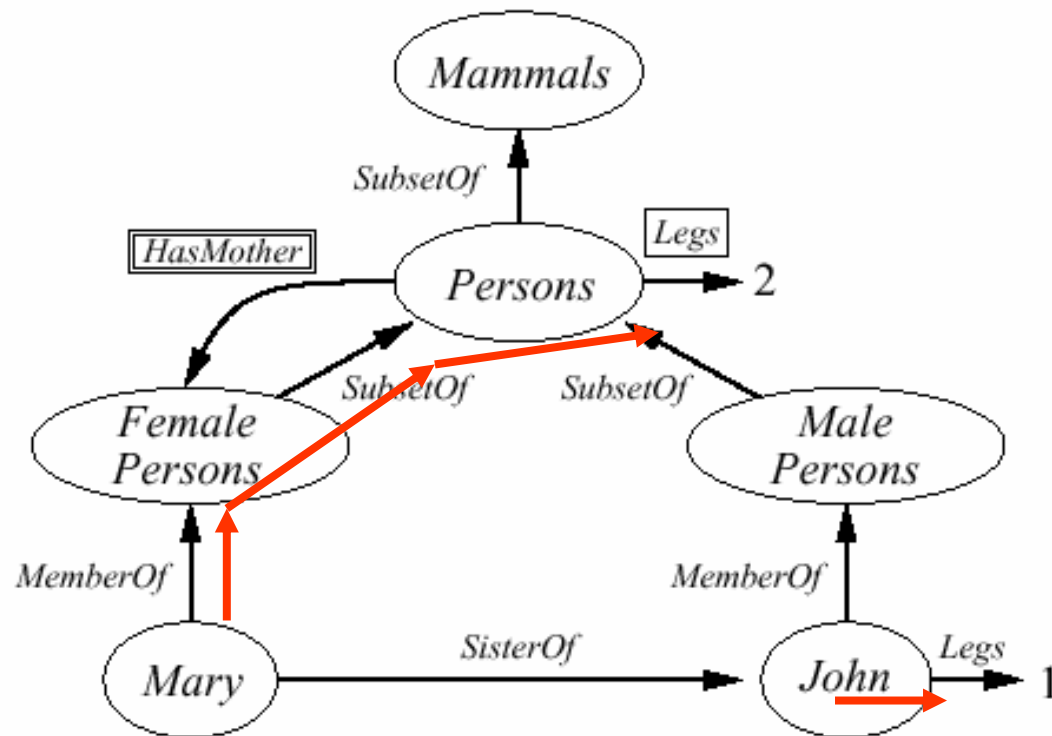 Mammals
SubsetOf
HasMother
Legs
Persons
2
SubsetOf
SubsetOf
Female
Persons
Male
Persons
MemberOf
MemberOf
SisterOf
Mary
John
Legs
1